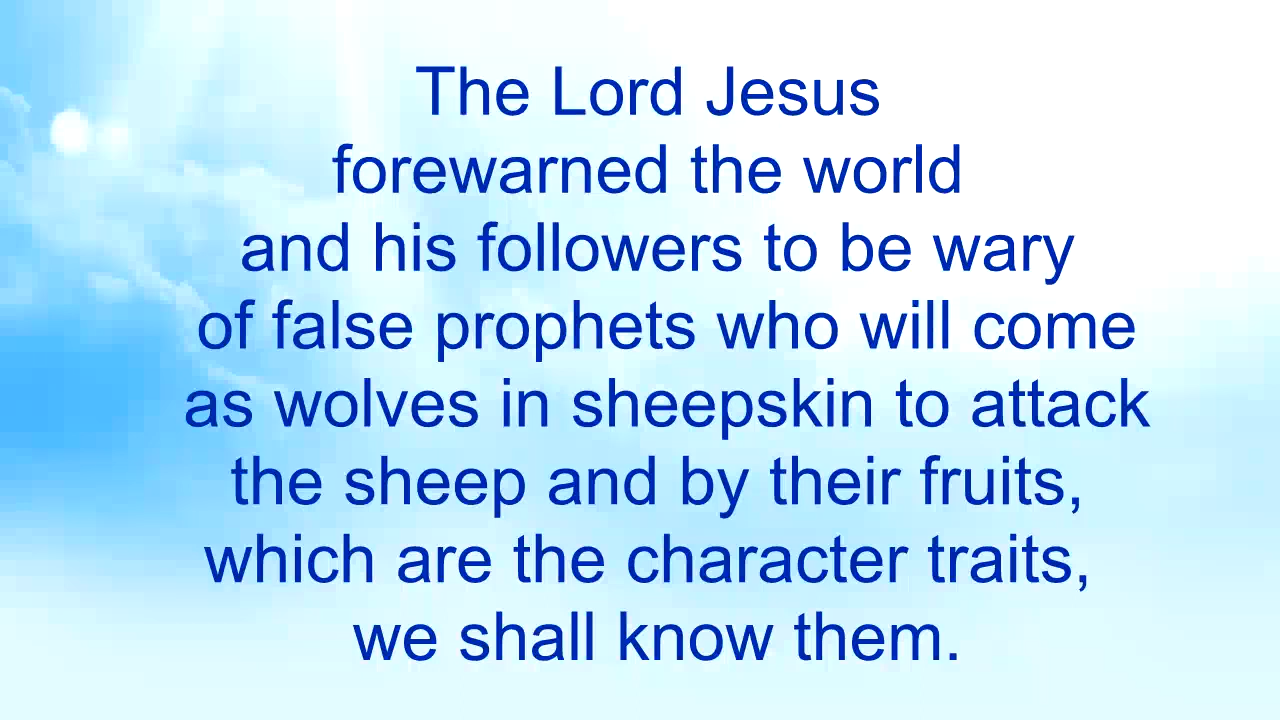 The Lord Jesus
forewarned the world
and his followers to be wary
of false prophets who will come
as wolves in sheepskin to attack
the sheep and by their fruits,
which are the character traits,
we shall know them.